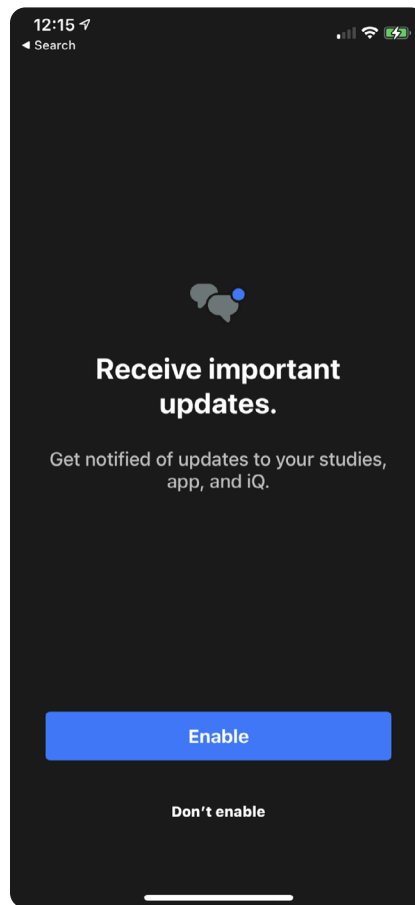 12:15
Search
Receive important
updates.
Get notified of updates to your studies,
app, and iQ.
Enable
Don’t enable